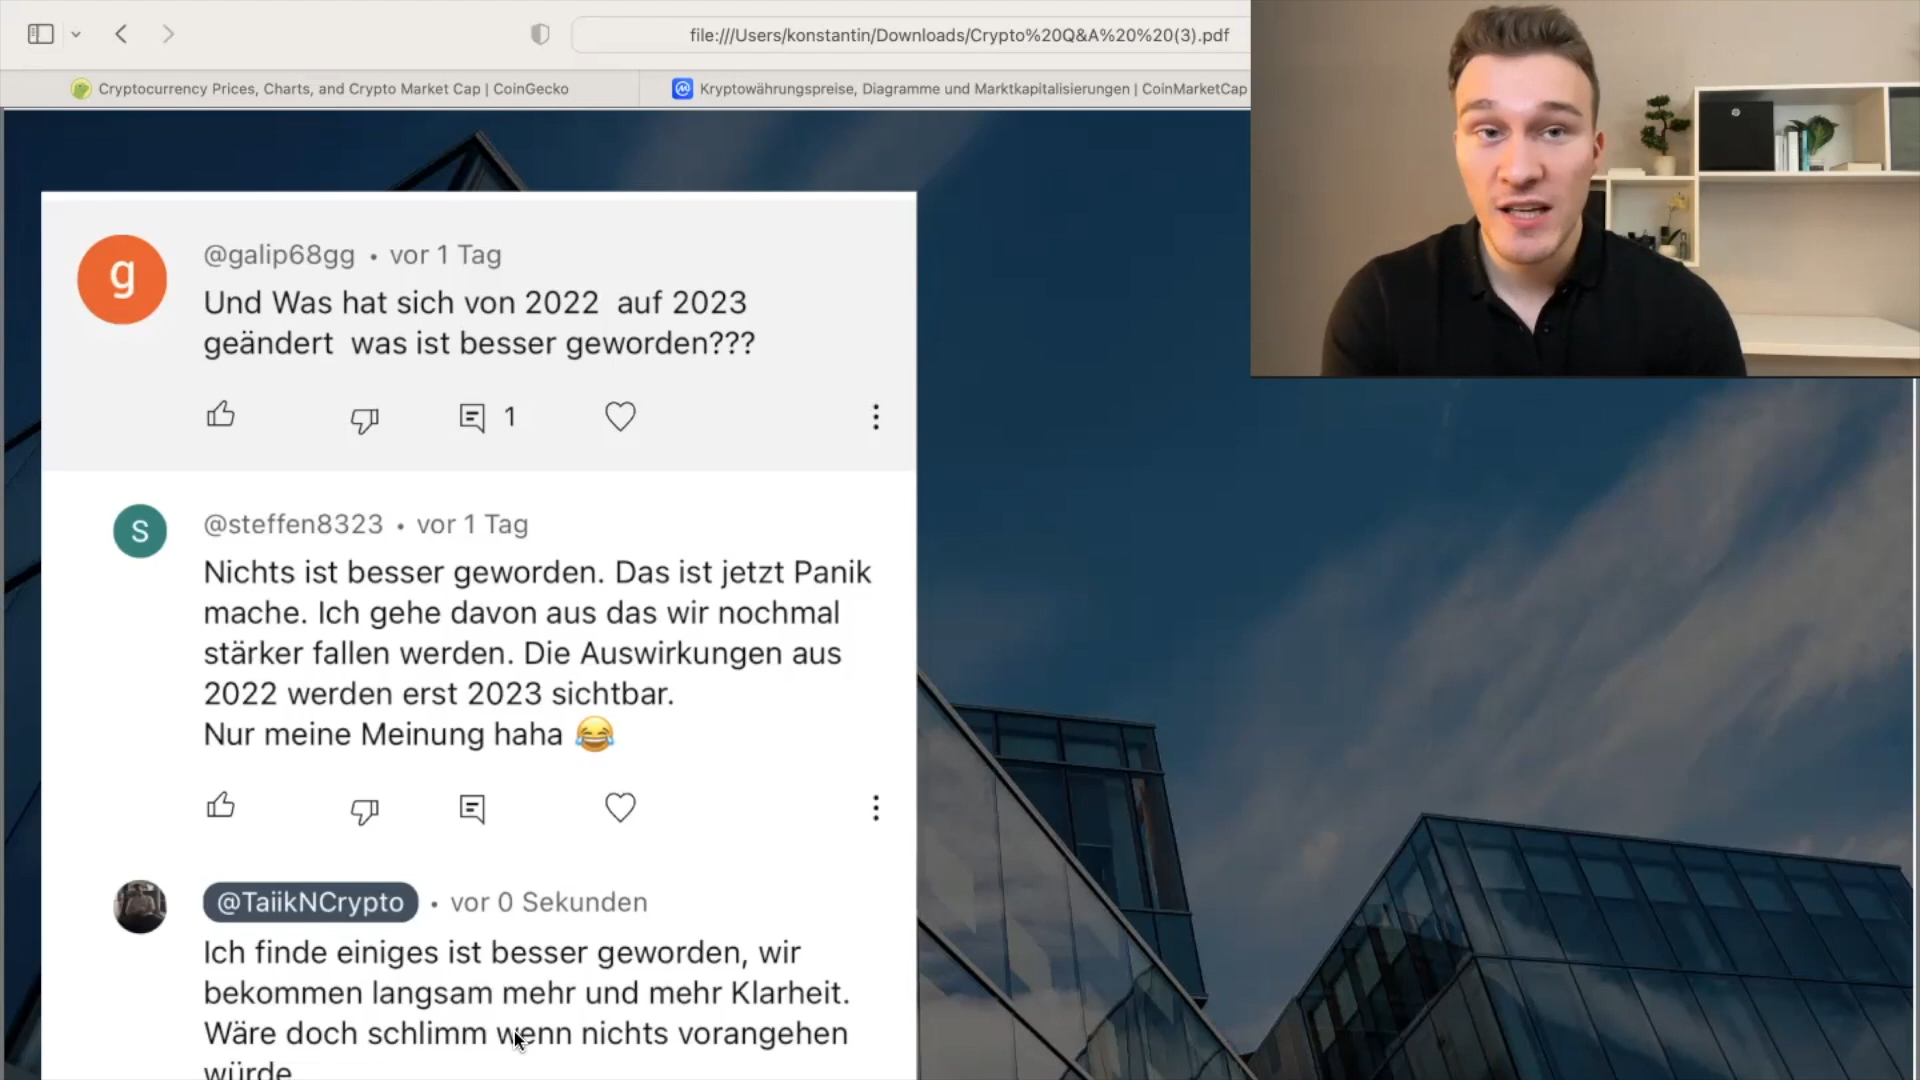 file:///Users/konstantin/Downloads/Crypto%20Q&A%20%20(3).pdf
Cryptocurrency Prices, Charts, and Crypto Market Cap | CoinGecko
Kryptowährungspreise, Diagramme und Marktkapitalisierungen | CoinMarketCap
g
@galip68gg • vor 1 Tag
Und Was hat sich von 2022  auf 2023
geändert  was ist besser geworden???
1
S
@steffen8323 • vor 1 Tag
Nichts ist besser geworden. Das ist jetzt Panik
mache. Ich gehe davon aus das wir nochmal
stärker fallen werden. Die Auswirkungen aus
2022 werden erst 2023 sichtbar.
Nur meine Meinung haha 😂
@TaiikNCrypto • vor 0 Sekunden
Ich finde einiges ist besser geworden, wir
bekommen langsam mehr und mehr Klarheit.
Wäre doch schlimm wenn nichts vorangehen
würde